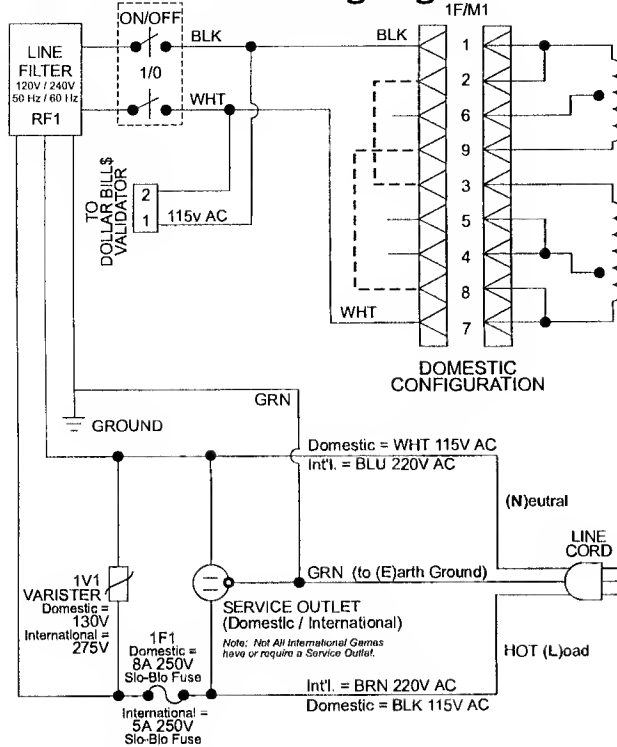 1F/M1
ON/OFF
BLK
BLK
1
LINE
FILTER
120V / 240V
50 Hz / 60 Hz
RF1
1/0
2
WHT
6
9
3
TO
DOLLAR BILL$
VALIDATOR
2
1
115v AC
5
4
8
WHT
7
DOMESTIC
CONFIGURATION
GRN
GROUND
Domestic = WHT 115V AC
Int'l. = BLU 220V AC
(N)eutral
LINE
CORD
GRN (to (E)arth Ground)
1V1
VARISTER
Domestic =
130V
International =
275V
SERVICE OUTLET
(Domestic / International)
Note: Not All International Games
have or require a Service Outlet.
HOT (L)oad
1F1
Domestic =
8A 250V
Slo-Blo Fuse
Int'l. = BRN 220V AC
Domestic = BLK 115V AC
International =
5A 250V
Slo-Blo Fuse